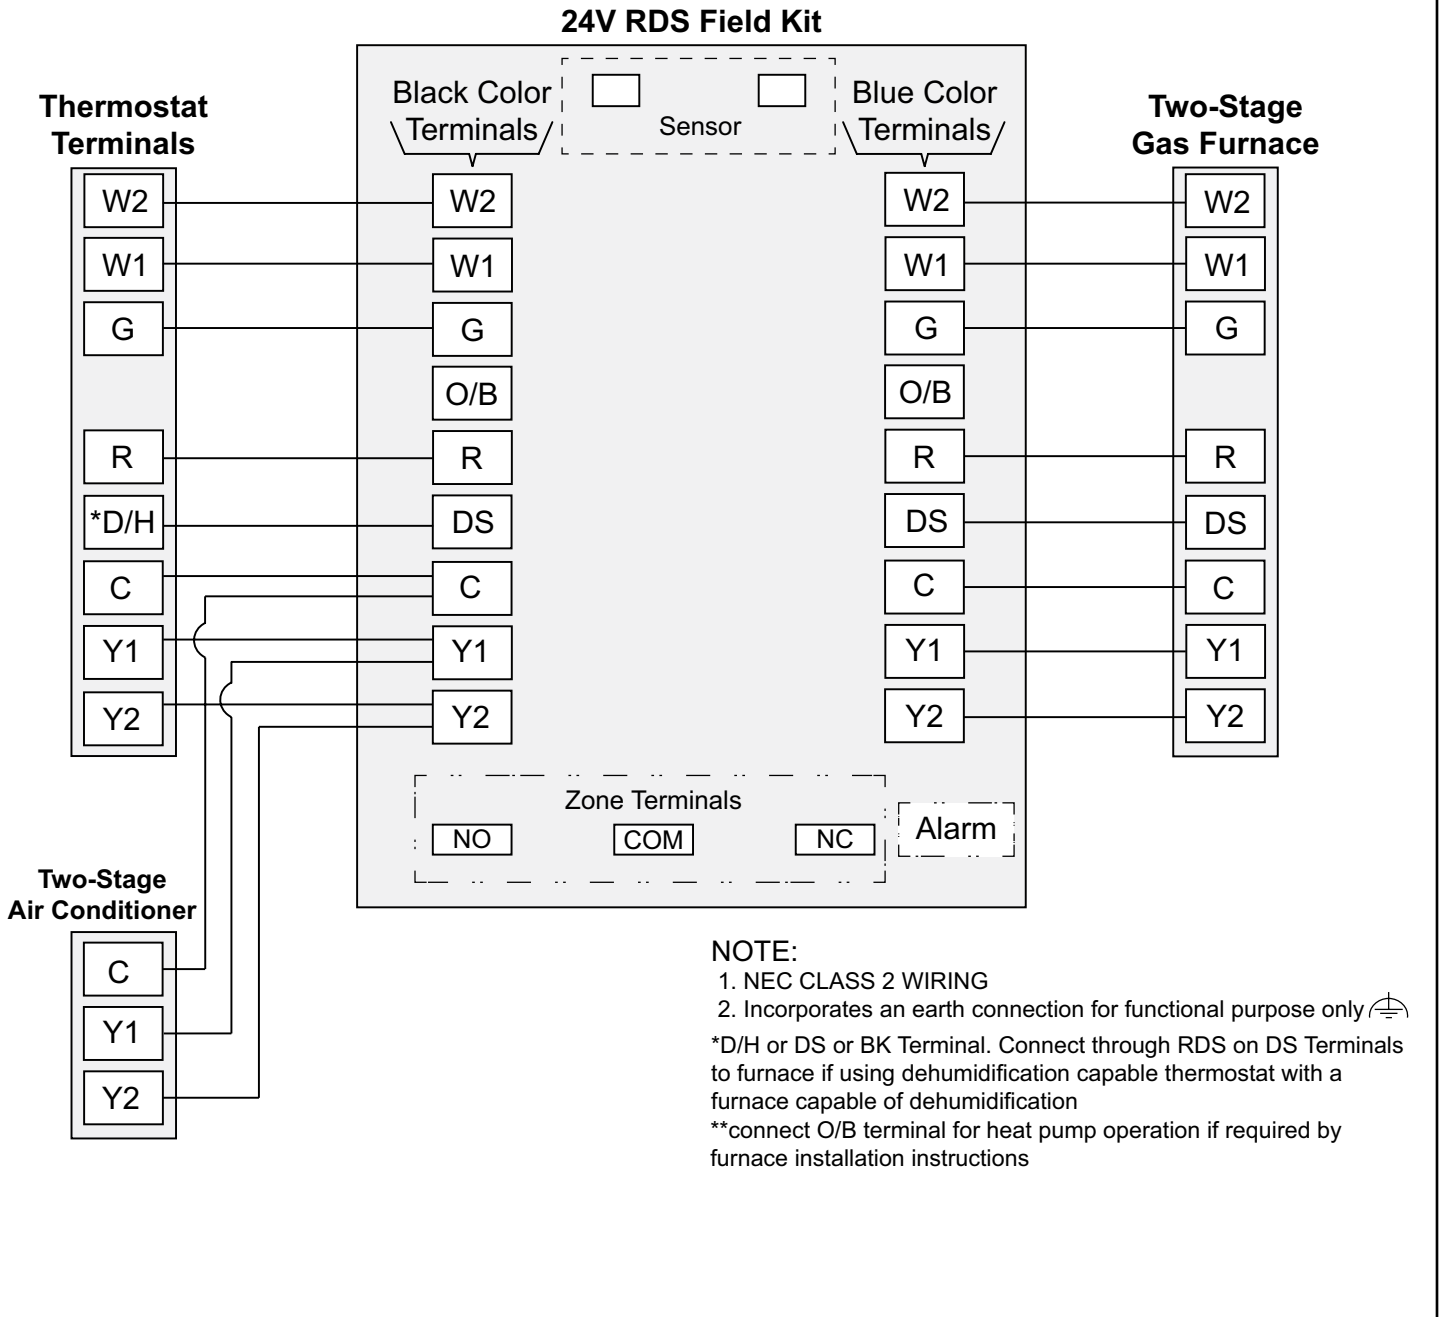 24V RDS Field Kit
Thermostat
Terminals
Black Color
Terminals
Sensor
Blue Color
Terminals
Two-Stage
Gas Furnace
W2 W2 W2 W2
W1 W1 W1 W1
G G G G
O/B O/B
R R R R
*D/H DS DS DS
C C C C
Y1 Y1 Y1 Y1
Y2 Y2 Y2 Y2
Zone Terminals
NO COM NC
Alarm
Two-Stage
Air Conditioner
C
Y1
Y2
NOTE:
1. NEC CLASS 2 WIRING
2. Incorporates an earth connection for functional purpose only
*D/H or DS or BK Terminal. Connect through RDS on DS Terminals
to furnace if using dehumidification capable thermostat with a
furnace capable of dehumidification
**connect O/B terminal for heat pump operation if required by
furnace installation instructions